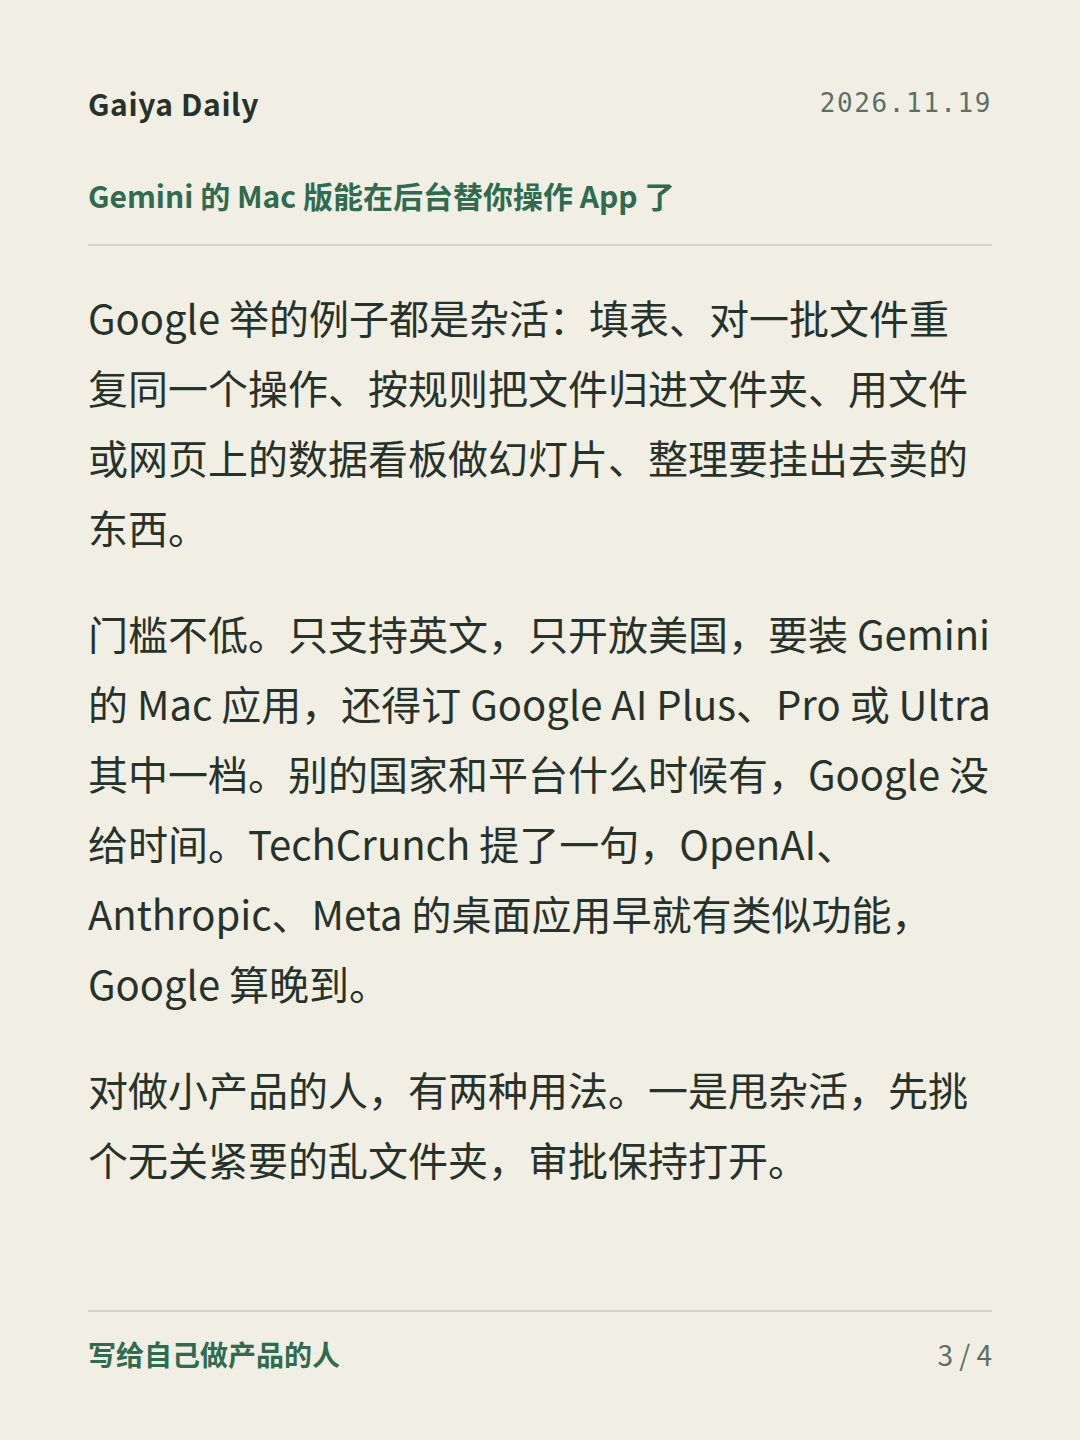 Gaiya Daily
2026.11.19
Gemini 的 Mac 版能在后台替你操作 App 了
Google 举的例子都是杂活：填表、对一批文件重
复同一个操作、按规则把文件归进文件夹、用文件
或网页上的数据看板做幻灯片、整理要挂出去卖的
东西。
门槛不低。只支持英文，只开放美国，要装 Gemini
的 Mac 应用，还得订 Google AI Plus、Pro 或 Ultra
其中一档。别的国家和平台什么时候有，Google 没
给时间。TechCrunch 提了一句，OpenAI、
Anthropic、Meta 的桌面应用早就有类似功能，
Google 算晚到。
对做小产品的人，有两种用法。一是甩杂活，先挑
个无关紧要的乱文件夹，审批保持打开。
写给自己做产品的人
3 / 4